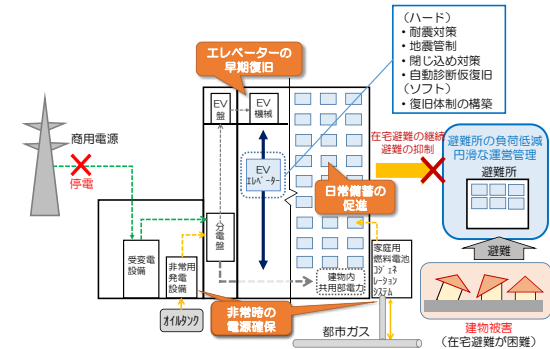 （ハード）
・耐震対策
・地震管制
・閉じ込め対策
・自動診断仮復旧
（ソフト）
・復旧体制の構築
エレベーターの
早期復旧
EV
盤
EV
機械
商用電源
停電
EV
ｴﾚﾍﾞｰﾀｰ
在宅避難の継続
避難の抑制
避難所の負荷低減
円滑な運営管理
避難所
日常備蓄の
促進
分
電
盤
受変電
設備
非常用
発電
設備
建物内
共用部電力
家庭用
燃料電池
ｺｼﾞｪﾈ
ﾚｰｼｮﾝ
ｼｽﾃﾑ
避難
非常時の
電源確保
ｵｲﾙﾀﾝｸ
都市ガス
建物被害
（在宅避難が困難）